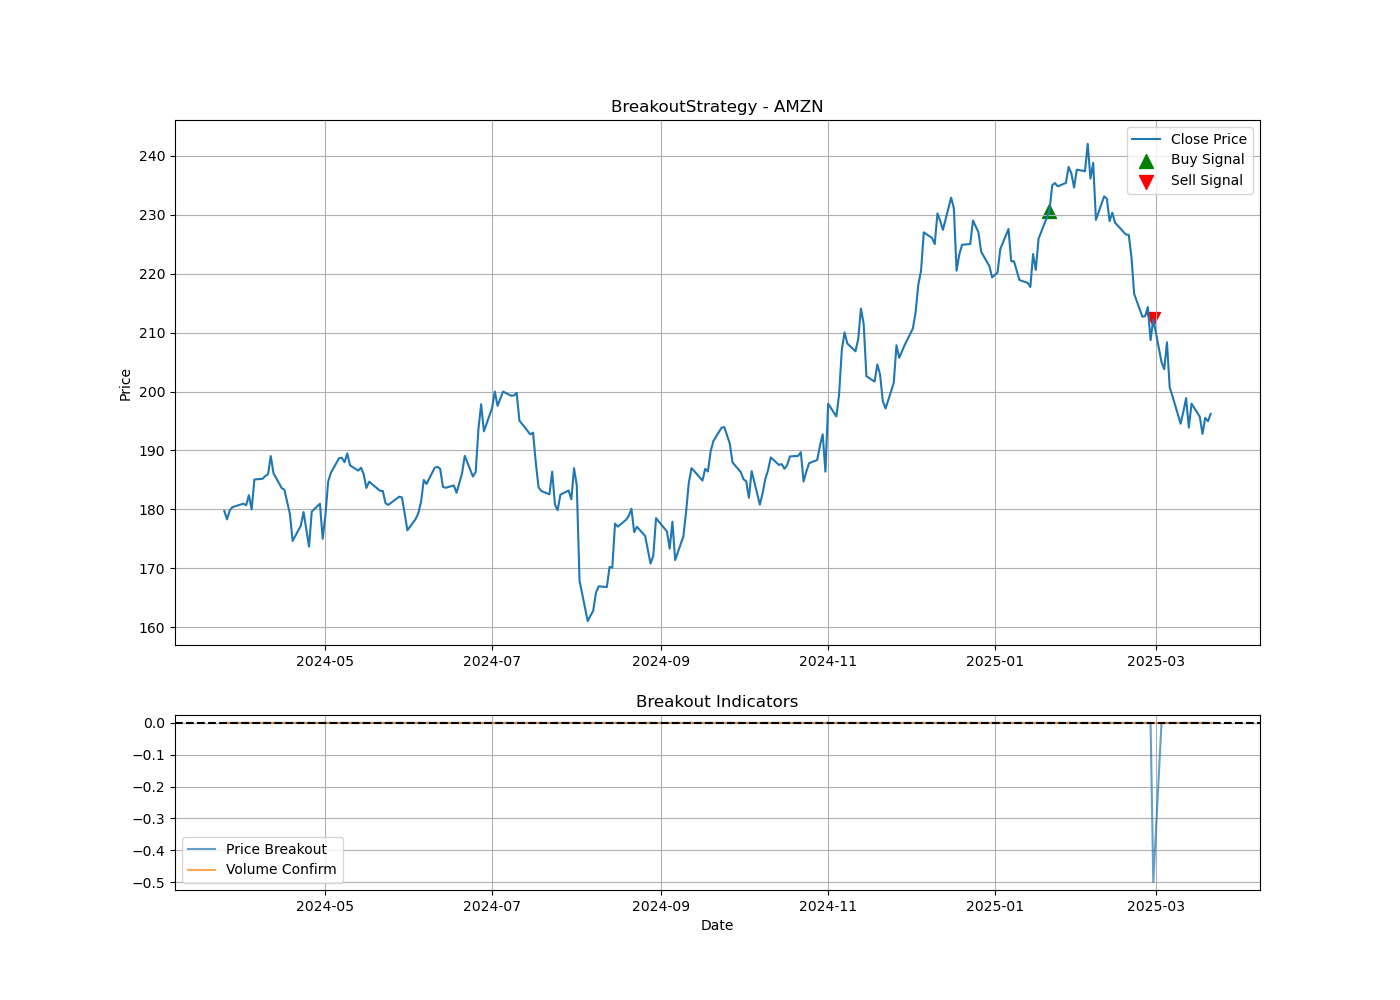 BreakoutStrategy - AMZN
Close Price
Buy Signal
Sell Signal
240
230
220
210
200
190
180
170
160
Price
2024-05 2024-07 2024-09 2024-11 2025-01 2025-03
Breakout Indicators
0.0
−0.1
−0.2
−0.3
−0.4
−0.5
Price Breakout
Volume Confirm
2024-05 2024-07 2024-09 2024-11 2025-01 2025-03
Date